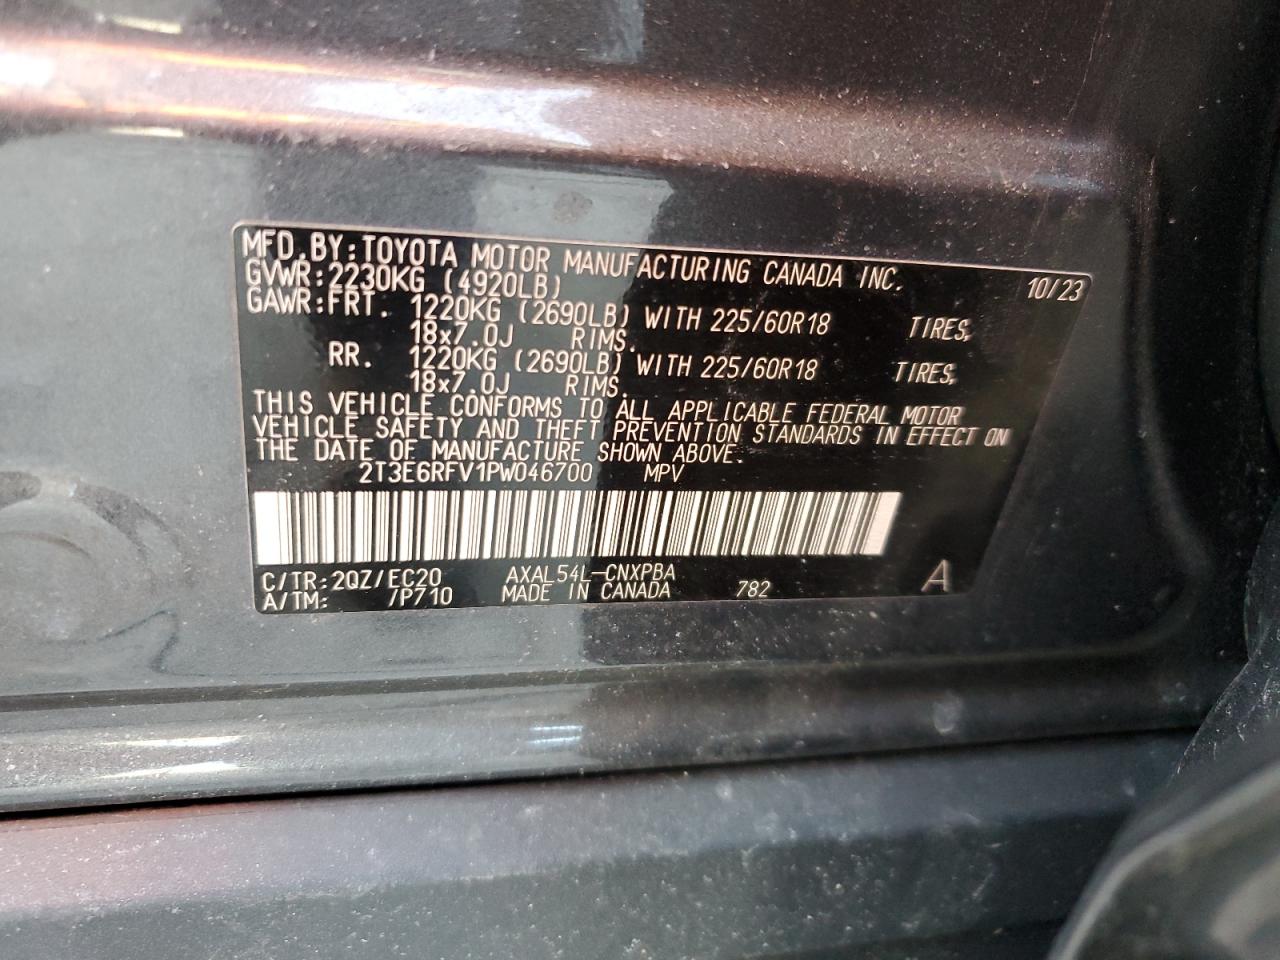 MFD.BY:TOYOTA MOTOR MANUFACTURING CANADA INC. 10/23
GVWR:2230KG (4920LB)
GAWR:FRT. 1220KG (2690LB) WITH 225/60R18 TIRES,
18x7.0J RIMS.
RR. 1220KG (2690LB) WITH 225/60R18 TIRES,
18x7.0J RIMS.
THIS VEHICLE CONFORMS TO ALL APPLICABLE FEDERAL MOTOR
VEHICLE SAFETY AND THEFT PREVENTION STANDARDS IN EFFECT ON
THE DATE OF MANUFACTURE SHOWN ABOVE.
2T3E6RFV1PW046700 MPV
C/TR:2QZ/EC20 AXAL54L-CNXPBA
A/TM: /P710 MADE IN CANADA 782 A